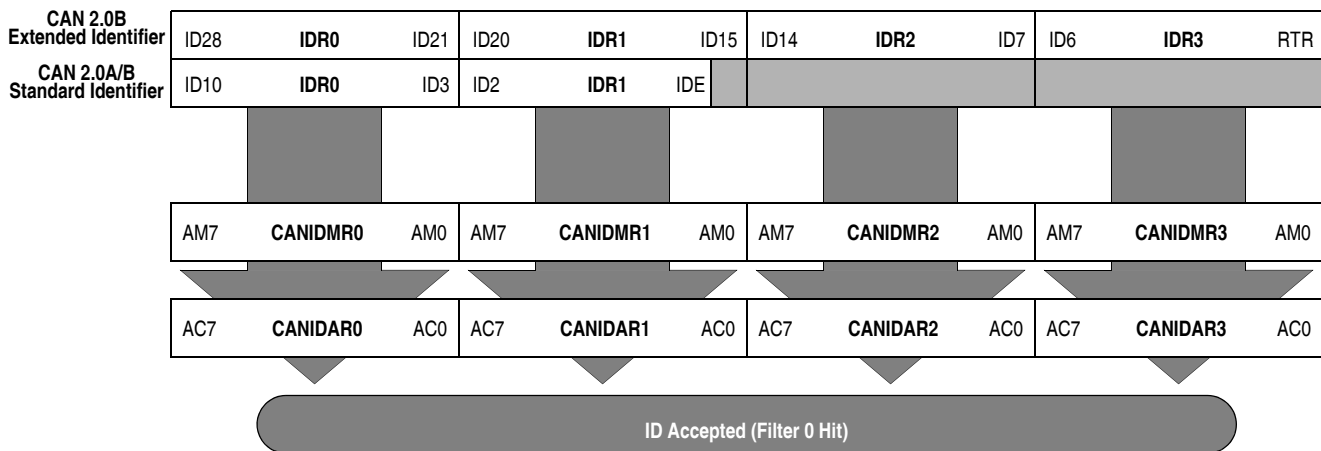 CAN 2.0B
Extended Identifier
ID28 IDR0 ID21 ID20 IDR1 ID15 ID14 IDR2 ID7 ID6 IDR3 RTR
CAN 2.0A/B
Standard Identifier
ID10 IDR0 ID3 ID2 IDR1 IDE
AM7 CANIDMR0 AM0 AM7 CANIDMR1 AM0 AM7 CANIDMR2 AM0 AM7 CANIDMR3 AM0
AC7 CANIDAR0 AC0 AC7 CANIDAR1 AC0 AC7 CANIDAR2 AC0 AC7 CANIDAR3 AC0
ID Accepted (Filter 0 Hit)